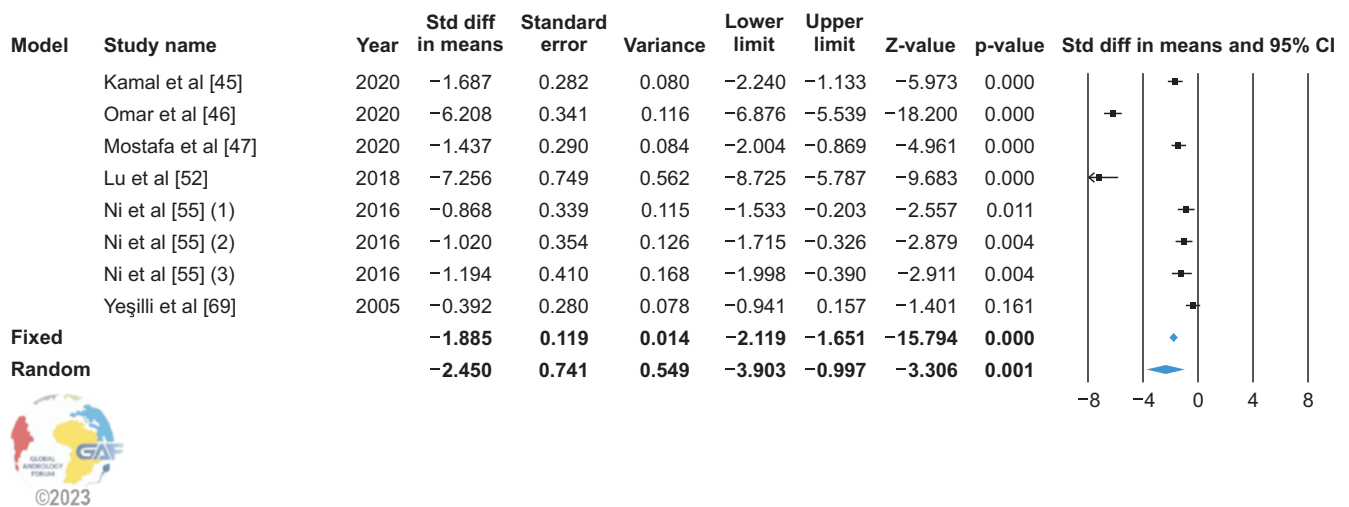 Model Study name Year Std diff in means Standard error Variance Lower limit Upper limit Z-value p-value Std diff in means and 95% CI
Kamal et al [45] 2020 −1.687 0.282 0.080 −2.240 −1.133 −5.973 0.000
Omar et al [46] 2020 −6.208 0.341 0.116 −6.876 −5.539 −18.200 0.000
Mostafa et al [47] 2020 −1.437 0.290 0.084 −2.004 −0.869 −4.961 0.000
Lu et al [52] 2018 −7.256 0.749 0.562 −8.725 −5.787 −9.683 0.000
Ni et al [55] (1) 2016 −0.868 0.339 0.115 −1.533 −0.203 −2.557 0.011
Ni et al [55] (2) 2016 −1.020 0.354 0.126 −1.715 −0.326 −2.879 0.004
Ni et al [55] (3) 2016 −1.194 0.410 0.168 −1.998 −0.390 −2.911 0.004
Yeşilli et al [69] 2005 −0.392 0.280 0.078 −0.941 0.157 −1.401 0.161
Fixed −1.885 0.119 0.014 −2.119 −1.651 −15.794 0.000
Random −2.450 0.741 0.549 −3.903 −0.997 −3.306 0.001
−8 −4 0 4 8
GAF
GLOBAL
ANDROLOGY
FORUM
©2023